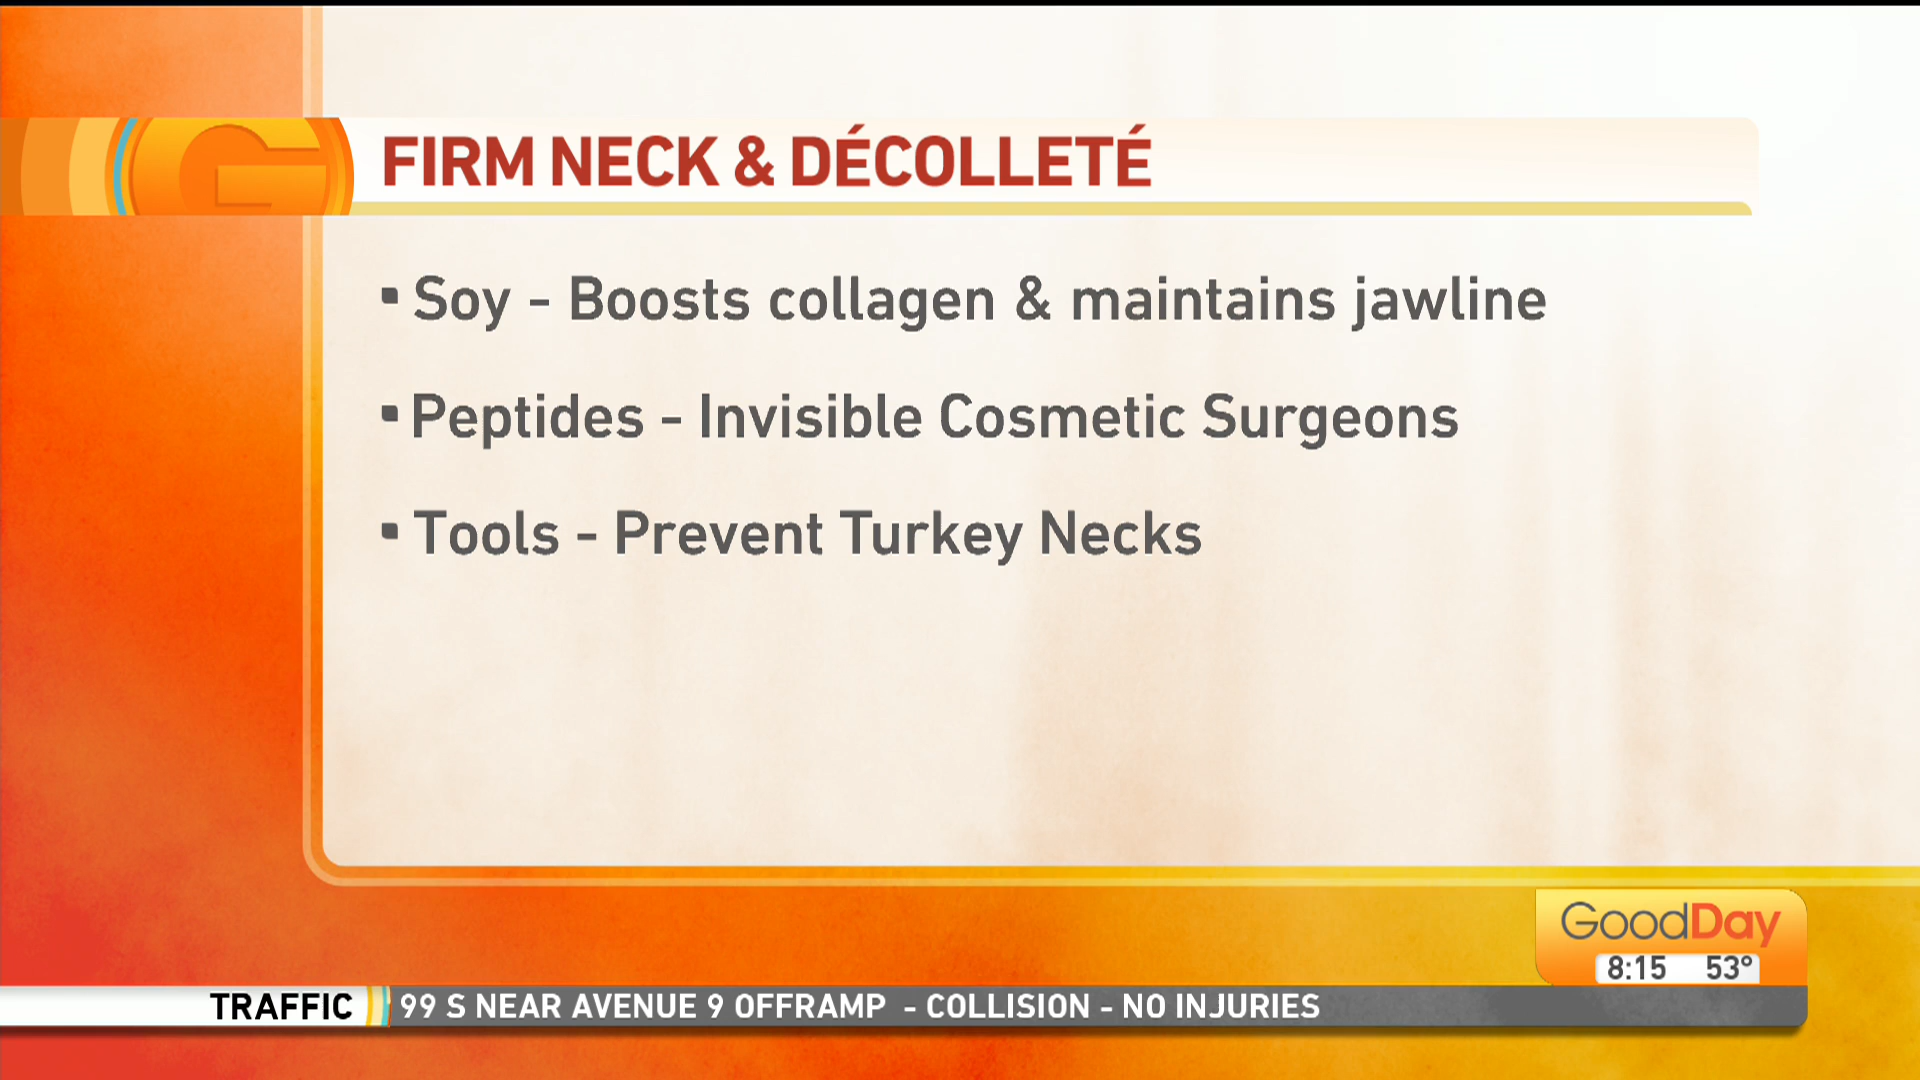 FIRM NECK & DÉCOLLETÉ
▪ Soy - Boosts collagen & maintains jawline
▪ Peptides - Invisible Cosmetic Surgeons
▪ Tools - Prevent Turkey Necks
GoodDay
8:15 53°
TRAFFIC 99 S NEAR AVENUE 9 OFFRAMP - COLLISION - NO INJURIES